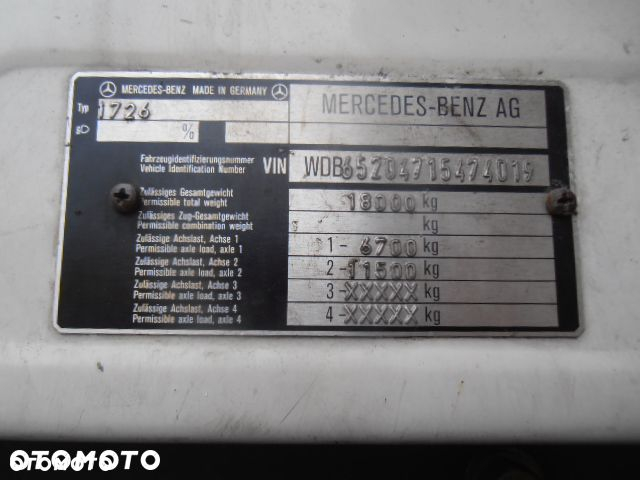 MERCEDES-BENZ MADE IN GERMANY
MERCEDES-BENZ AG
Typ 1726
%
Fahrzeugidentifizierungsnummer
Vehicle Identification Number
VIN WDB65204715474019
Zulässiges Gesamtgewicht
Permissible total weight
18000 kg
Zulässiges Zug-Gesamtgewicht
Permissible combination weight
kg
Zulässige Achslast, Achse 1
Permissible axle load, axle 1
1- 6700 kg
Zulässige Achslast, Achse 2
Permissible axle load, axle 2
2- 11500 kg
Zulässige Achslast, Achse 3
Permissible axle load, axle 3
3- XXXXX kg
Zulässige Achslast, Achse 4
Permissible axle load, axle 4
4- XXXXX kg
OTOMOTO
OTOMOTO